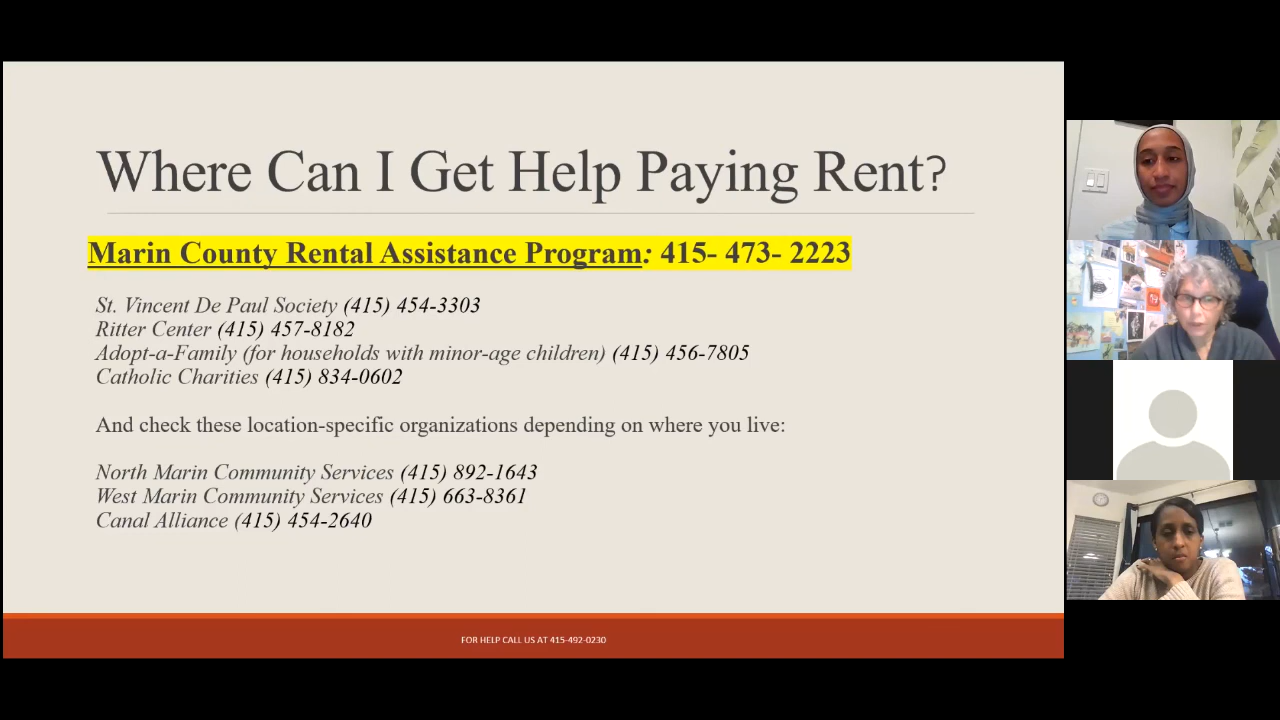 Where Can I Get Help Paying Rent?
Marin County Rental Assistance Program: 415- 473- 2223
St. Vincent De Paul Society (415) 454-3303
Ritter Center (415) 457-8182
Adopt-a-Family (for households with minor-age children) (415) 456-7805
Catholic Charities (415) 834-0602
And check these location-specific organizations depending on where you live:
North Marin Community Services (415) 892-1643
West Marin Community Services (415) 663-8361
Canal Alliance (415) 454-2640
FOR HELP CALL US AT 415-492-0230